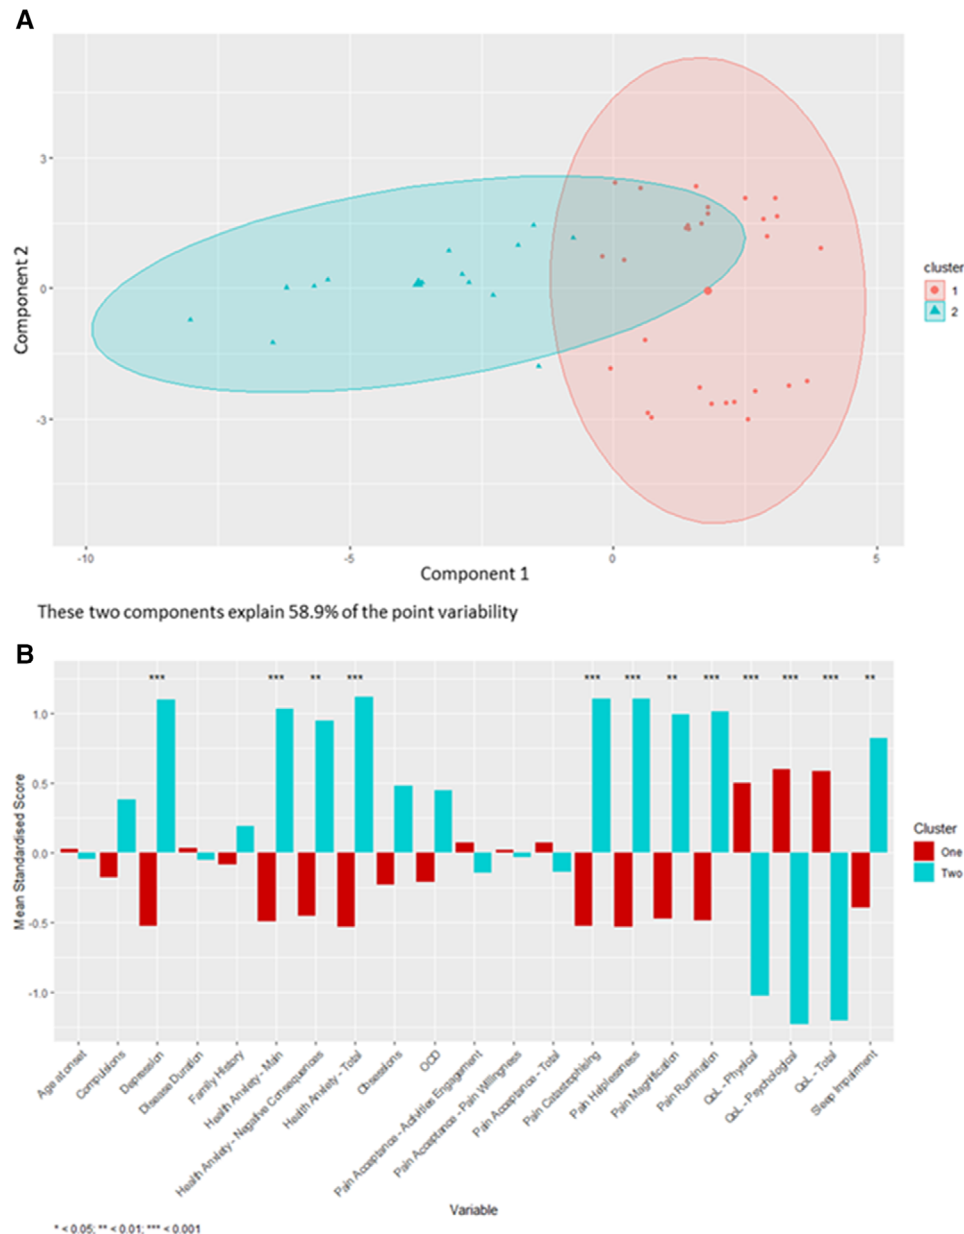 A
Component 2
3
0
-3
-10
-5
0
5
Component 1
cluster
1
2
These two components explain 58.9% of the point variability
B
*** *** ** *** *** *** ** *** *** *** *** **
Mean Standardised Score
1.0
0.5
0.0
-0.5
-1.0
Age at onset
Compulsions
Depression
Disease Duration
Family History
Health Anxiety - Main
Health Anxiety - Negative Consequences
Health Anxiety - Total
Obsessions
OCD
Pain Acceptance - Activities Engagement
Pain Acceptance - Pain Willingness
Pain Acceptance - Total
Pain Catastrophising
Pain Helplessness
Pain Magnification
Pain Rumination
QoL - Physical
QoL - Psychological
QoL - Total
Sleep Impairment
Variable
Cluster
One
Two
* < 0.05; ** < 0.01; *** < 0.001